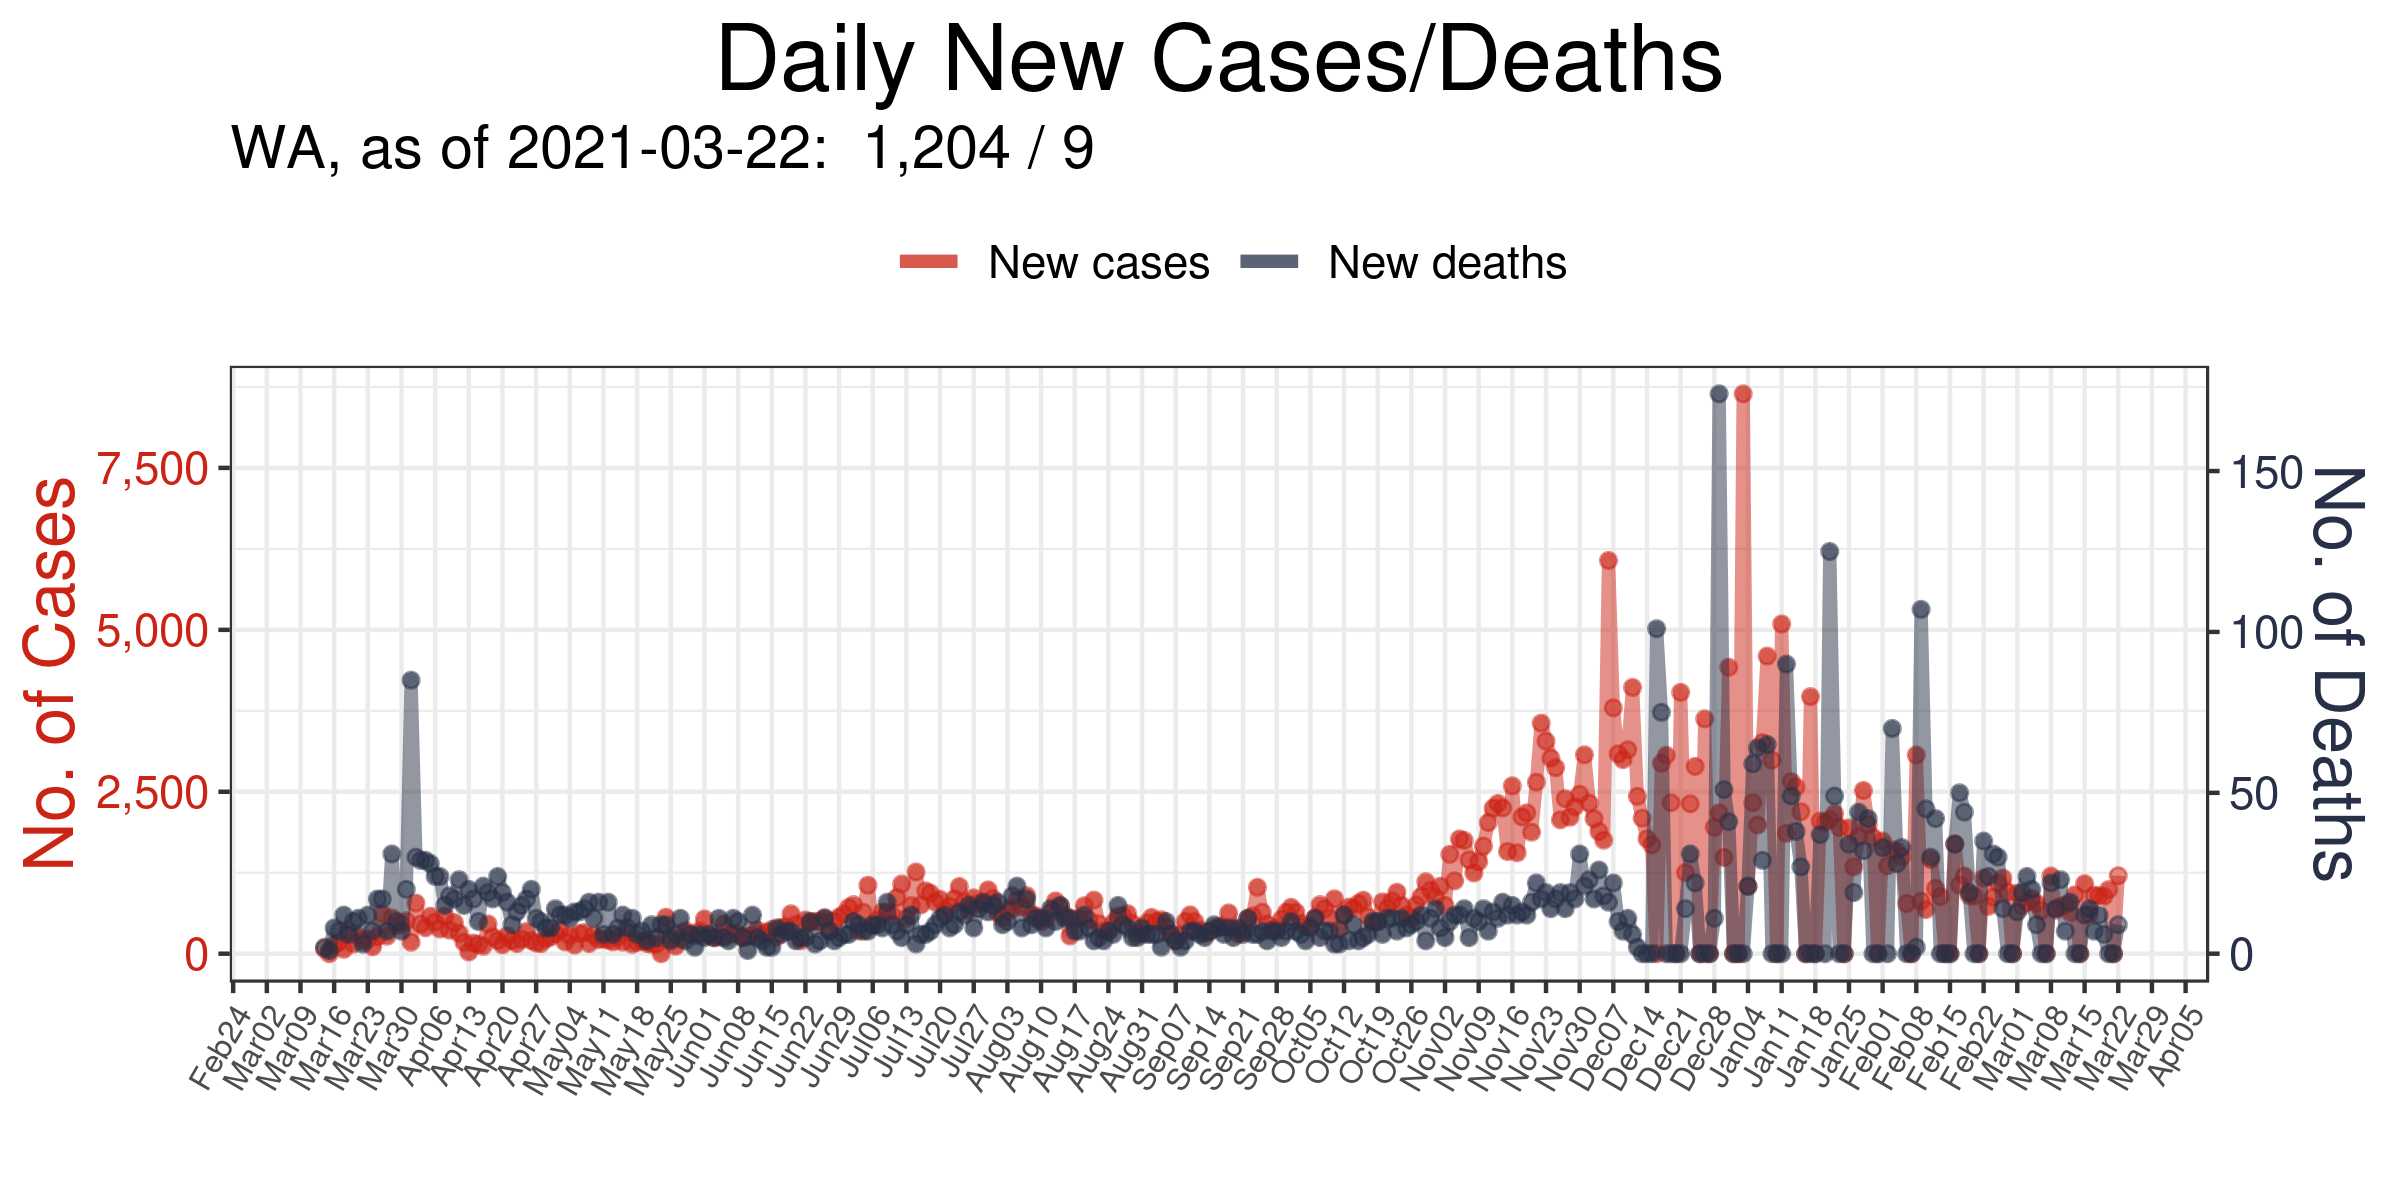 Daily New Cases/Deaths
WA, as of 2021-03-22: 1,204 / 9
New cases
New deaths
No. of Cases
7,500
5,000
2,500
0
150
100
50
0
No. of Deaths
Feb24
Mar02
Mar09
Mar16
Mar23
Mar30
Apr06
Apr13
Apr20
Apr27
May04
May11
May18
May25
Jun01
Jun08
Jun15
Jun22
Jun29
Jul06
Jul13
Jul20
Jul27
Aug03
Aug10
Aug17
Aug24
Aug31
Sep07
Sep14
Sep21
Sep28
Oct05
Oct12
Oct19
Oct26
Nov02
Nov09
Nov16
Nov23
Nov30
Dec07
Dec14
Dec21
Dec28
Jan04
Jan11
Jan18
Jan25
Feb01
Feb08
Feb15
Feb22
Mar01
Mar08
Mar15
Mar22
Mar29
Apr05